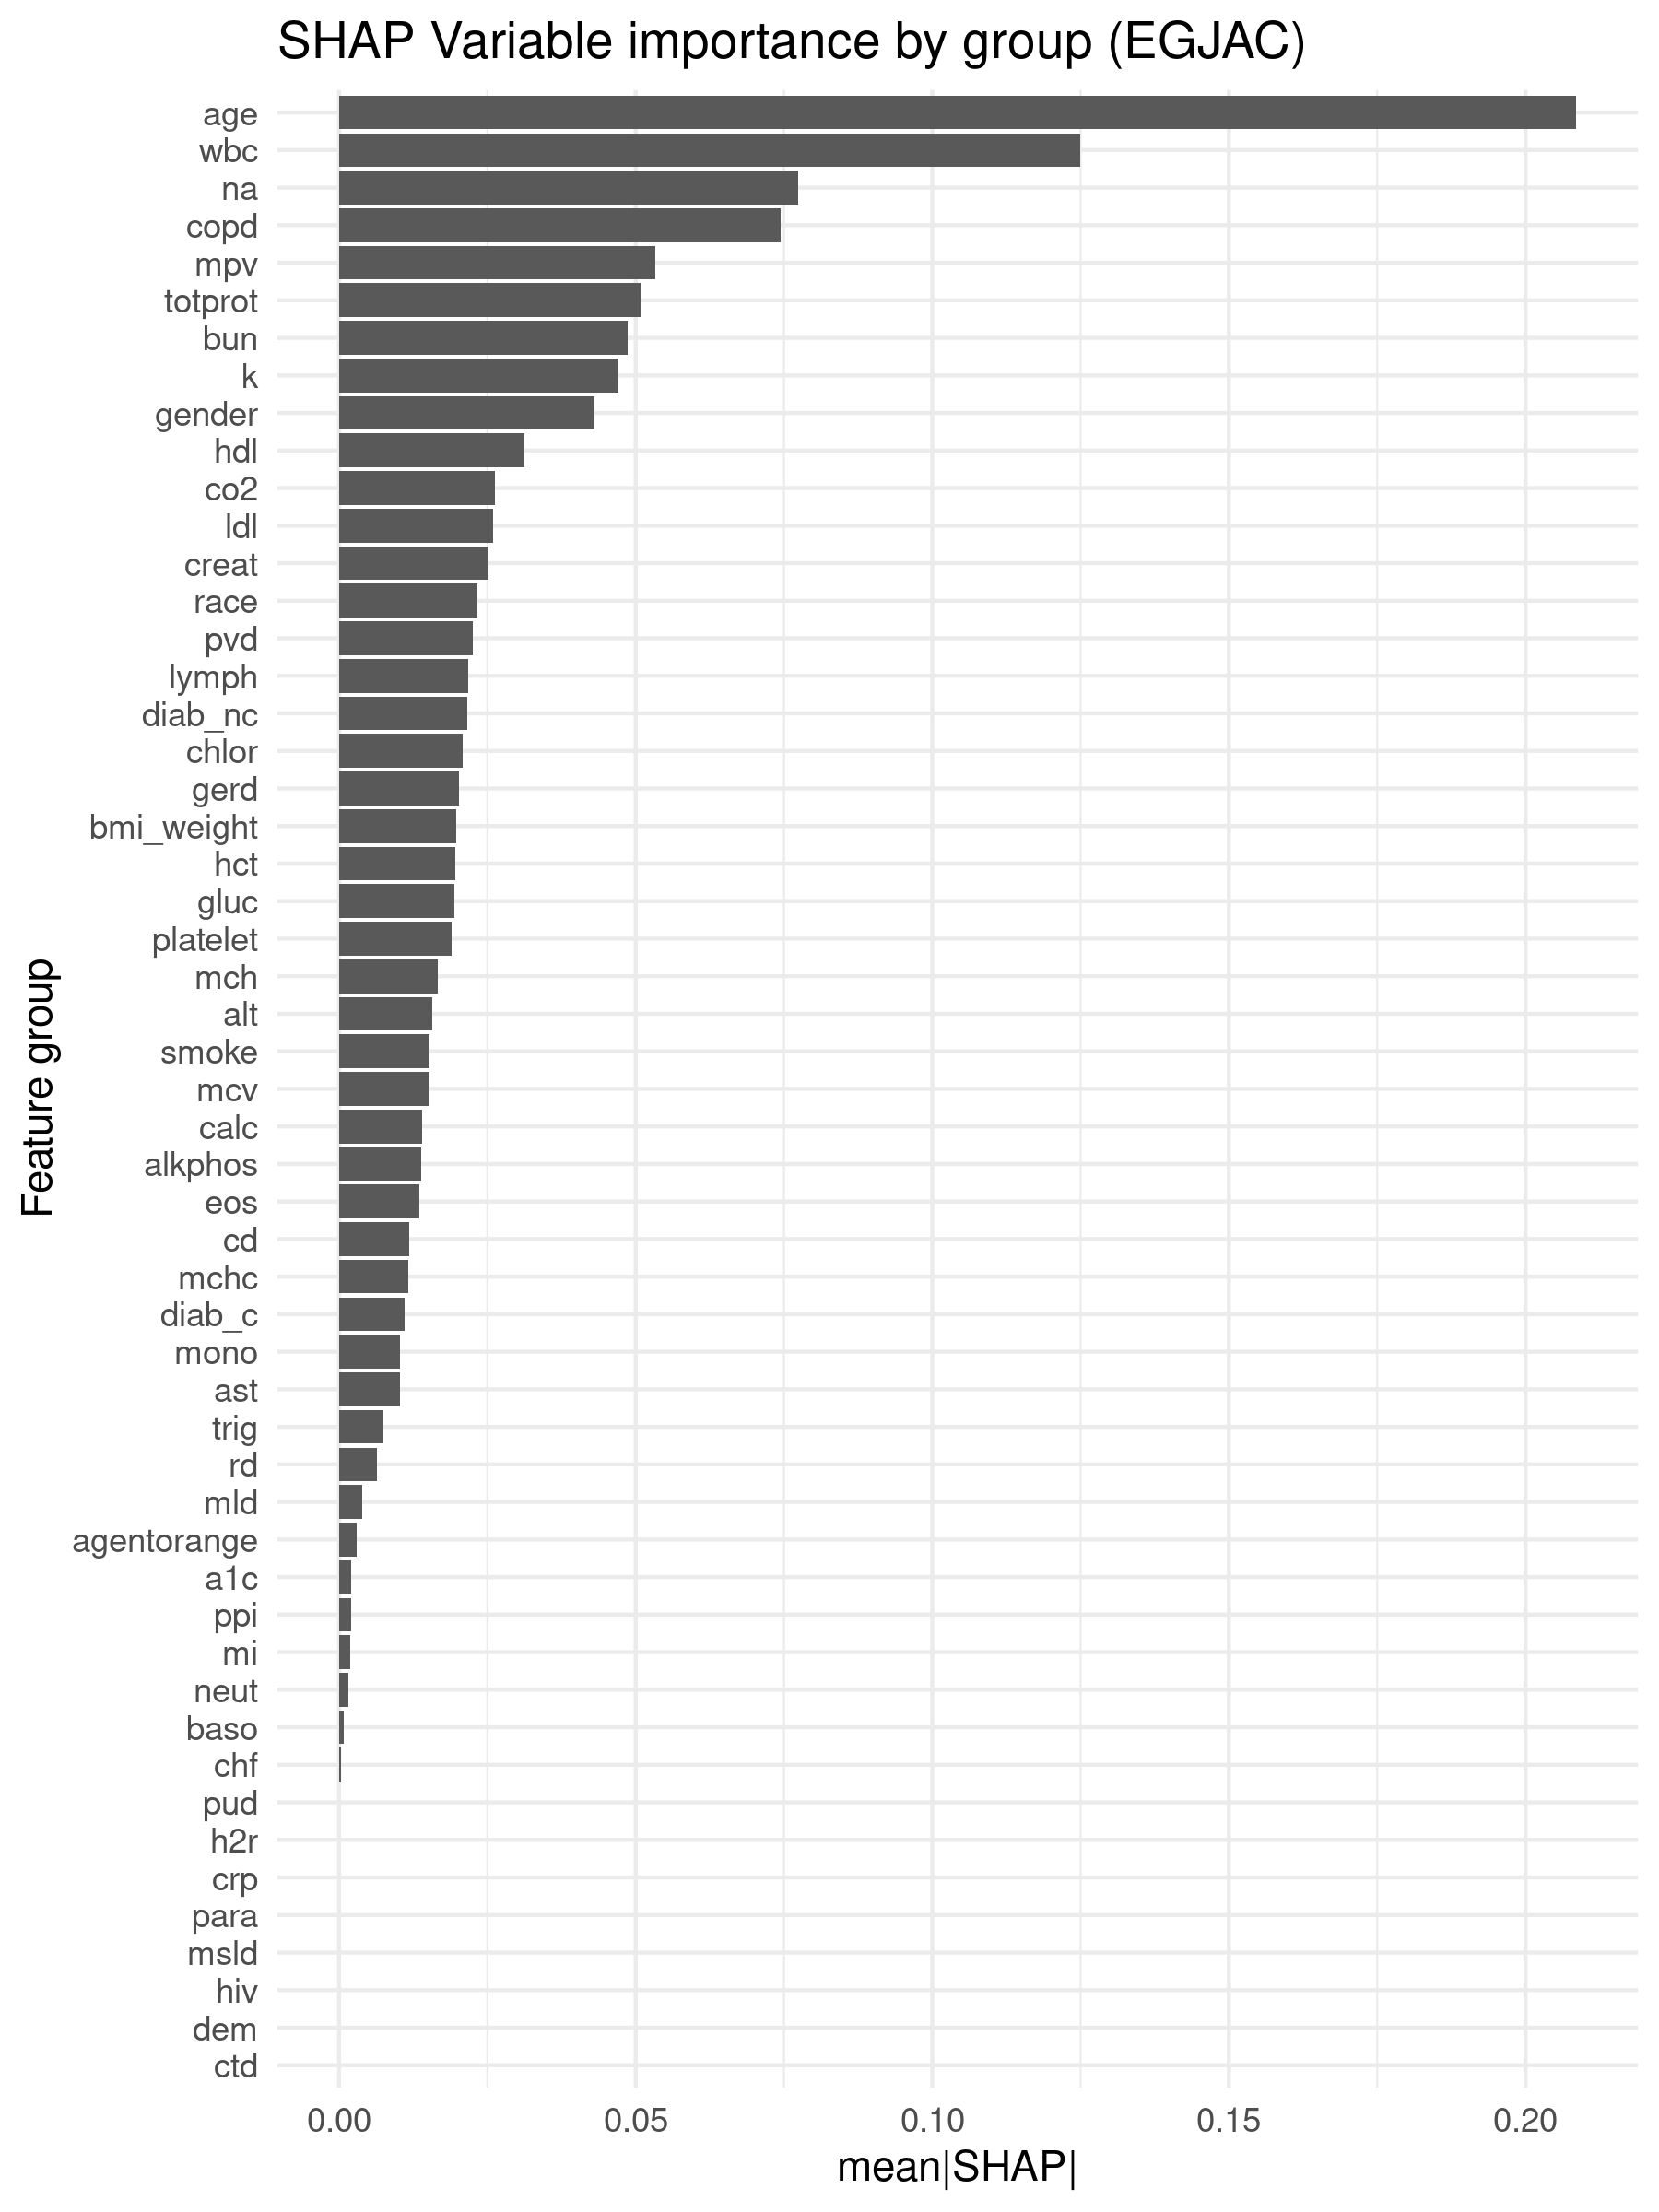 SHAP Variable importance by group (EGJAC)
age
wbc
na
copd
mpv
totprot
bun
k
gender
hdl
co2
ldl
creat
race
pvd
lymph
diab_nc
chlor
gerd
bmi_weight
hct
gluc
platelet
mch
alt
smoke
mcv
calc
alkphos
eos
cd
mchc
diab_c
mono
ast
trig
rd
mld
agentorange
a1c
ppi
mi
neut
baso
chf
pud
h2r
crp
para
msld
hiv
dem
ctd
Feature group
0.00 0.05 0.10 0.15 0.20
mean|SHAP|